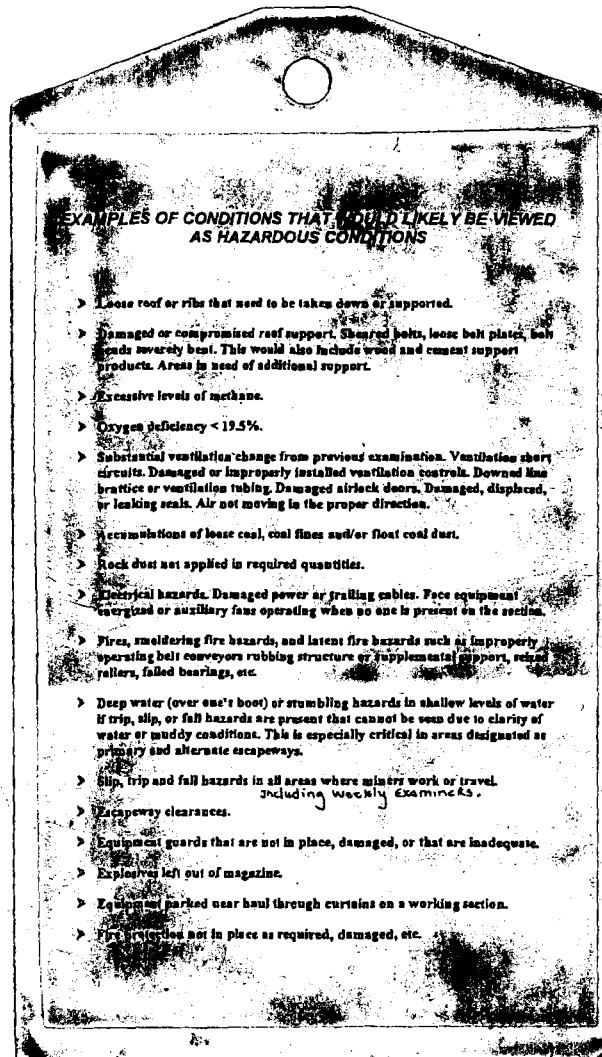 EXAMPLES OF CONDITIONS THAT WOULD LIKELY BE VIEWED
AS HAZARDOUS CONDITIONS
➢ Loose roof or ribs that need to be taken down or supported.
➢ Damaged or compromised roof support. Sheared bolts, loose bolt plates, bolt
heads severely bent. This would also include wood and cement support
products. Areas in need of additional support.
➢ Excessive levels of methane.
➢ Oxygen deficiency < 19.5%.
➢ Substantial ventilation change from previous examination. Ventilation short
circuits. Damaged or improperly installed ventilation controls. Downed line
brattice or ventilation tubing. Damaged airlock doors. Damaged, displaced,
or leaking seals. Air not moving in the proper direction.
➢ Accumulations of loose coal, coal fines and/or float coal dust.
➢ Rock dust not applied in required quantities.
➢ Electrical hazards. Damaged power or trailing cables. Face equipment
energized or auxiliary fans operating when no one is present on the section.
➢ Fires, smoldering fire hazards, and latent fire hazards such as improperly
operating belt conveyors rubbing structure or supplemental support, seized
rollers, failed bearings, etc.
➢ Deep water (over one's boot) or stumbling hazards in shallow levels of water
if trip, slip, or fall hazards are present that cannot be seen due to clarity of
water or muddy conditions. This is especially critical in areas designated as
primary and alternate escapeways.
➢ Slip, trip and fall hazards in all areas where miners work or travel.
Including Weekly Examiners.
➢ Escapeway clearances.
➢ Equipment guards that are not in place, damaged, or that are inadequate.
➢ Explosives left out of magazine.
➢ Equipment parked near haul through curtains on a working section.
➢ Fire protection not in place as required, damaged, etc.